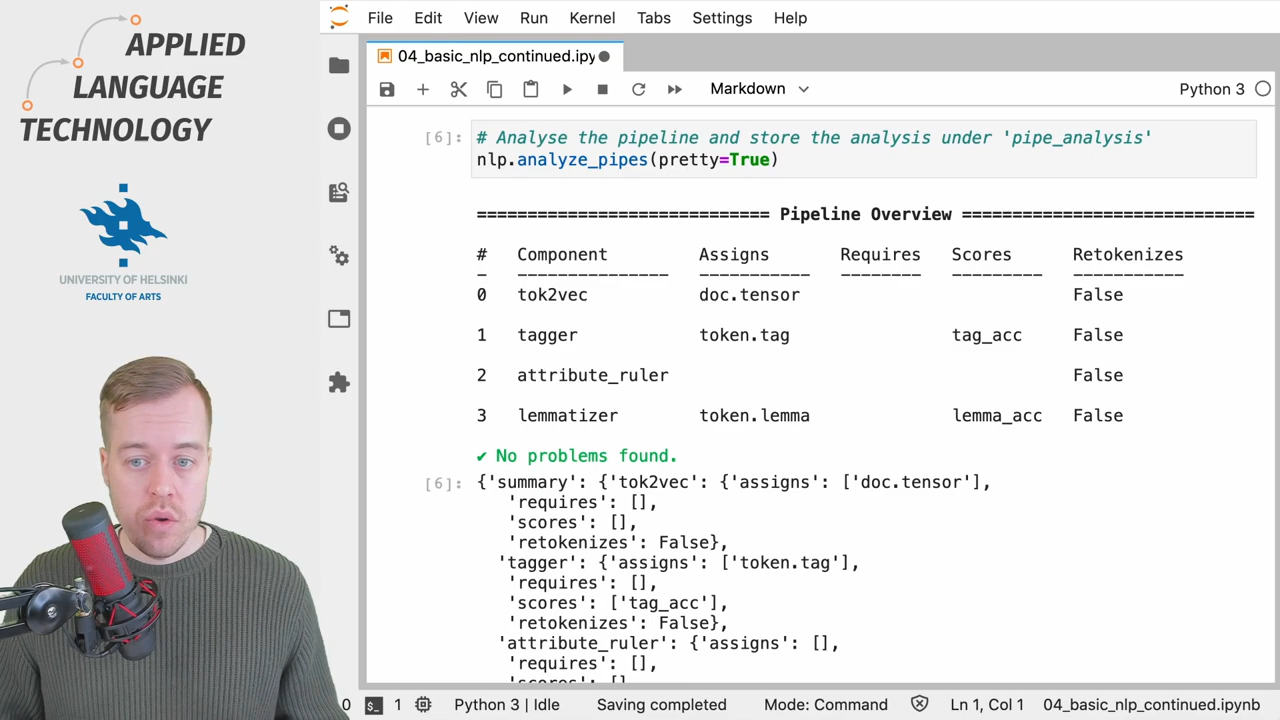 APPLIED
LANGUAGE
TECHNOLOGY
UNIVERSITY OF HELSINKI
FACULTY OF ARTS
File Edit View Run Kernel Tabs Settings Help
04_basic_nlp_continued.ipy
Markdown
Python 3
[6]: # Analyse the pipeline and store the analysis under 'pipe_analysis'
nlp.analyze_pipes(pretty=True)
============================= Pipeline Overview =============================
# Component Assigns Requires Scores Retokenizes
- --------------- ----------- -------- --------- -----------
0 tok2vec doc.tensor False
1 tagger token.tag tag_acc False
2 attribute_ruler False
3 lemmatizer token.lemma lemma_acc False
✔ No problems found.
[6]: {'summary': {'tok2vec': {'assigns': ['doc.tensor'],
'requires': [],
'scores': [],
'retokenizes': False},
'tagger': {'assigns': ['token.tag'],
'requires': [],
'scores': ['tag_acc'],
'retokenizes': False},
'attribute_ruler': {'assigns': [],
'requires': [],
0 1 Python 3 | Idle Saving completed Mode: Command Ln 1, Col 1 04_basic_nlp_continued.ipynb